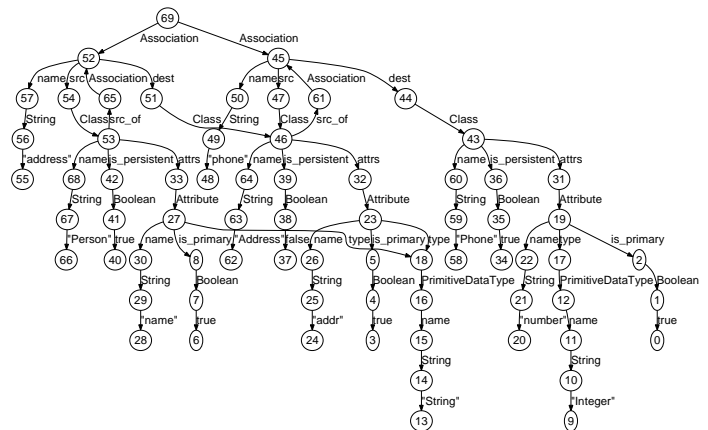 69
Association Association
52 45
name src Association dest name src Association dest
57 54 65 51 50 47 61 44
String Class src_of Class String Class src_of Class
56 53 49 46 43
"address" name is_persistent attrs "phone" name is_persistent attrs name is_persistent attrs
55 68 42 33 48 64 39 32 60 36 31
String Boolean Attribute String Boolean Attribute String Boolean Attribute
67 41 27 63 38 23 59 35 19
"Person" true name is_primary "Address" false name type is_primary type "Phone" true name type is_primary
66 40 30 8 62 37 26 5 18 58 34 22 17 2
String Boolean String Boolean PrimitiveDataType String PrimitiveDataType Boolean
29 7 25 4 16 21 12 1
"name" true "addr" true name "number" name true
28 6 24 3 15 20 11 0
String String
14 10
"String" "Integer"
13 9